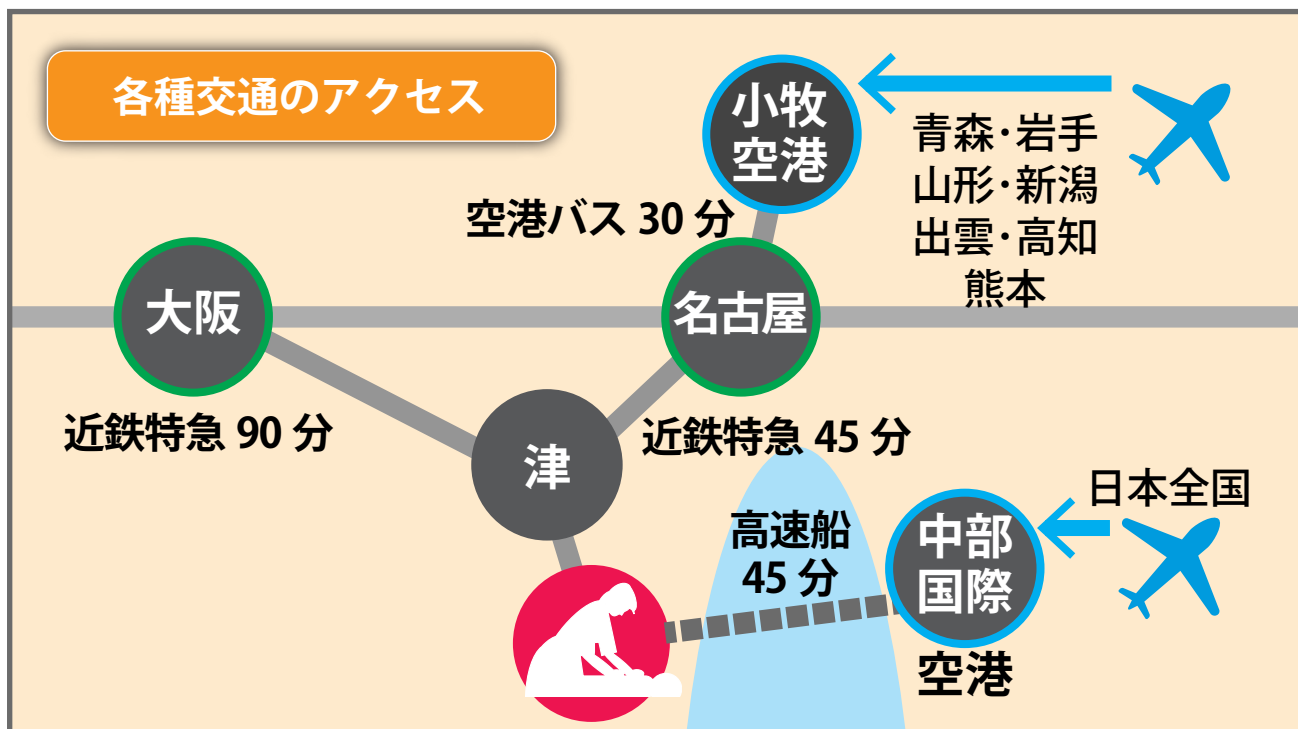 各種交通のアクセス
小牧
空港
青森・岩手
山形・新潟
出雲・高知
熊本
空港バス 30 分
大阪
名古屋
近鉄特急 90 分
津
近鉄特急 45 分
日本全国
高速船
45 分
中部
国際
空港